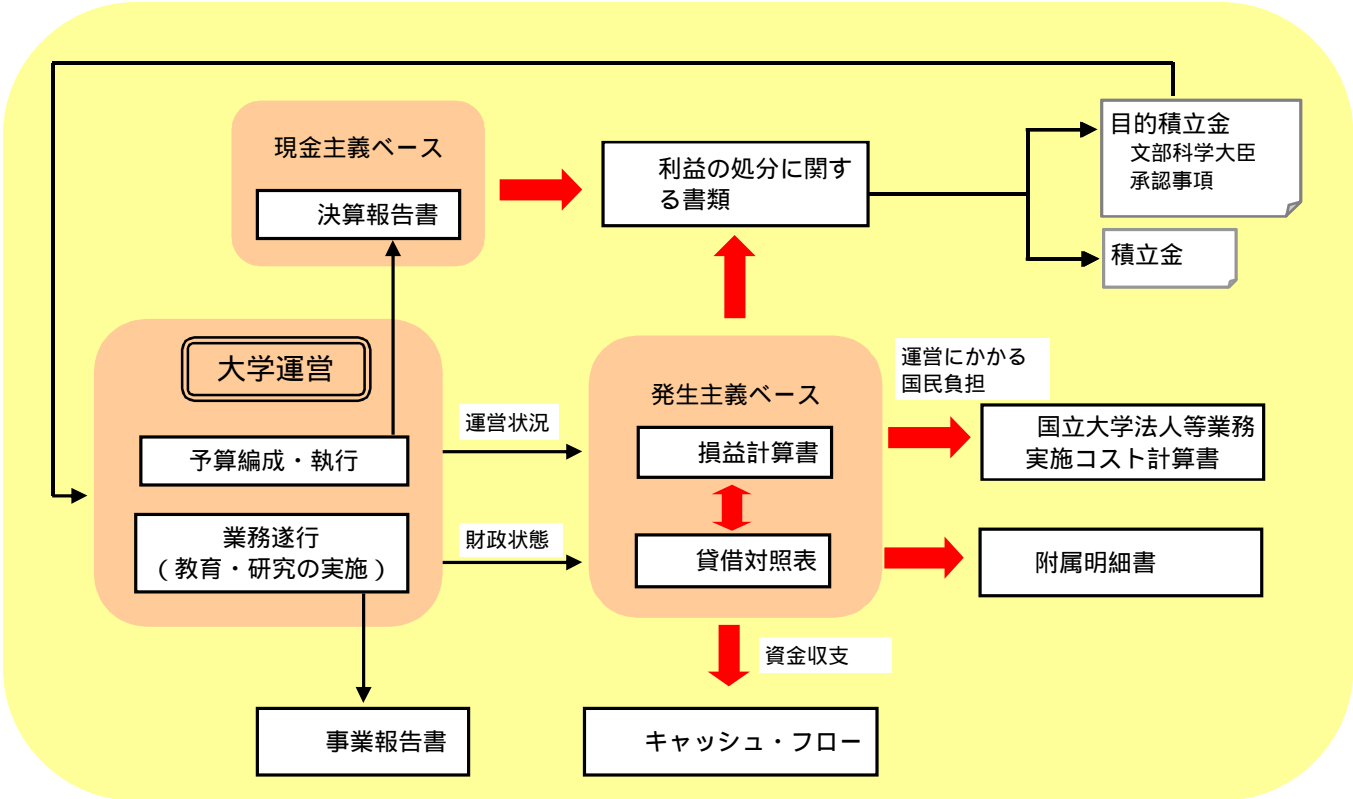 現金主義ベース
決算報告書
利益の処分に関す
る書類
目的積立金
文部科学大臣
承認事項
積立金
大学運営
予算編成・執行
業務遂行
(教育・研究の実施)
運営状況
財政状態
発生主義ベース
損益計算書
貸借対照表
運営にかかる
国民負担
国立大学法人等業務
実施コスト計算書
附属明細書
資金収支
事業報告書
キャッシュ・フロー